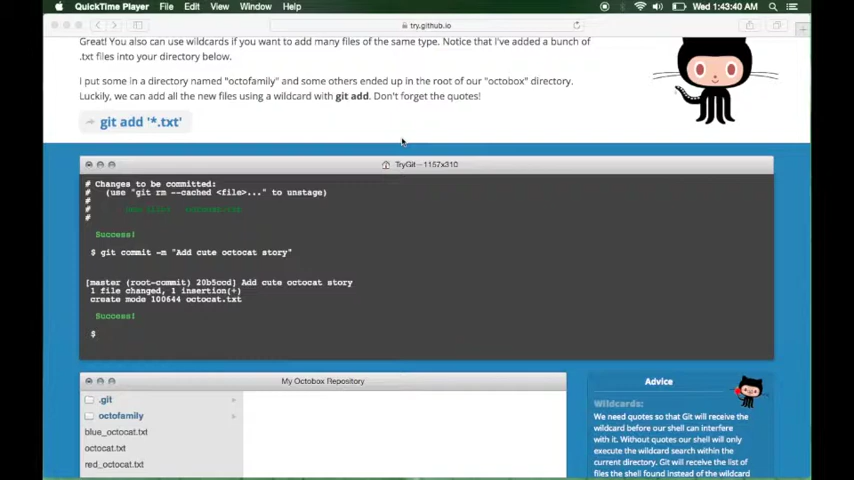 QuickTime Player File Edit View Window Help
Wed 1:43:40 AM
try.github.io
Great! You also can use wildcards if you want to add many files of the same type. Notice that I've added a bunch of
.txt files into your directory below.
I put some in a directory named "octofamily" and some others ended up in the root of our "octobox" directory.
Luckily, we can add all the new files using a wildcard with git add. Don't forget the quotes!
git add '*.txt'
TryGit — 1157x310
# Changes to be committed:
# (use "git rm --cached <file>..." to unstage)
#
#
#
Success!
$ git commit -m "Add cute octocat story"
[master (root-commit) 20b5ccd] Add cute octocat story
1 file changed, 1 insertion(+)
create mode 100644 octocat.txt
Success!
$
My Octobox Repository
.git
octofamily
blue_octocat.txt
octocat.txt
red_octocat.txt
Advice
Wildcards:
We need quotes so that Git will receive the
wildcard before our shell can interfere
with it. Without quotes our shell will only
execute the wildcard search within the
current directory. Git will receive the list of
files the shell found instead of the wildcard